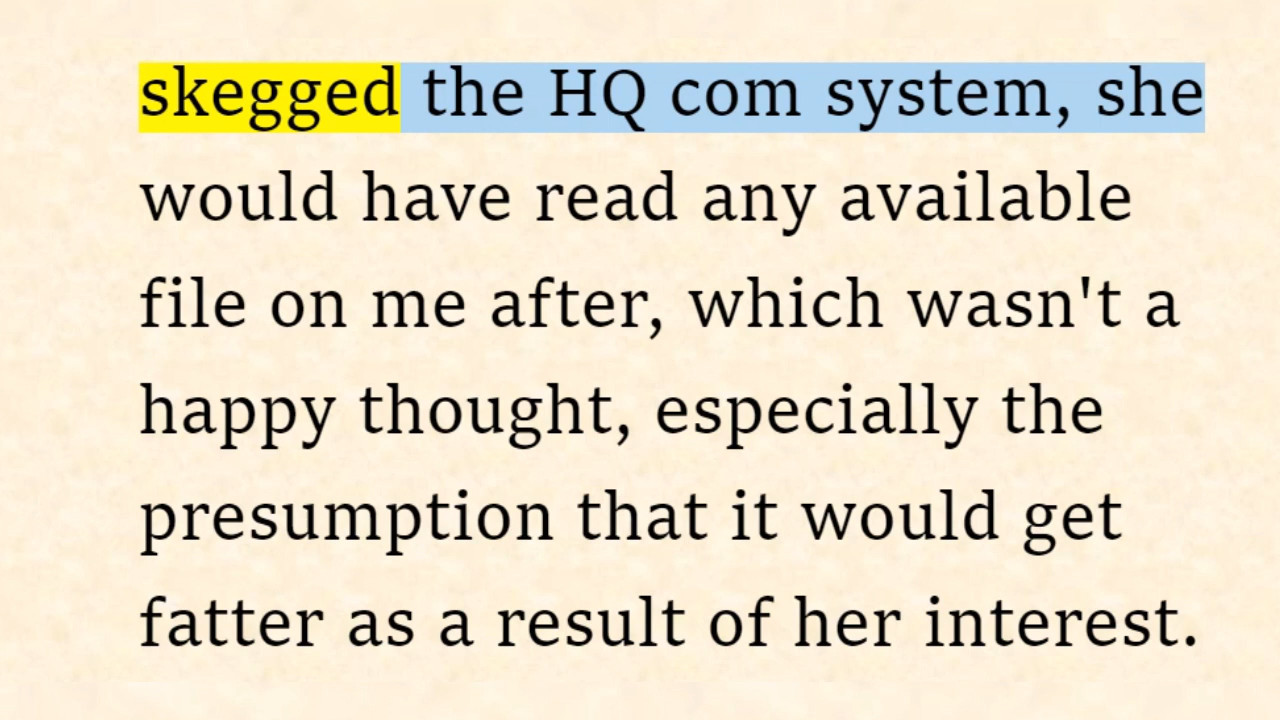 skegged the HQ com system, she
would have read any available
file on me after, which wasn't a
happy thought, especially the
presumption that it would get
fatter as a result of her interest.